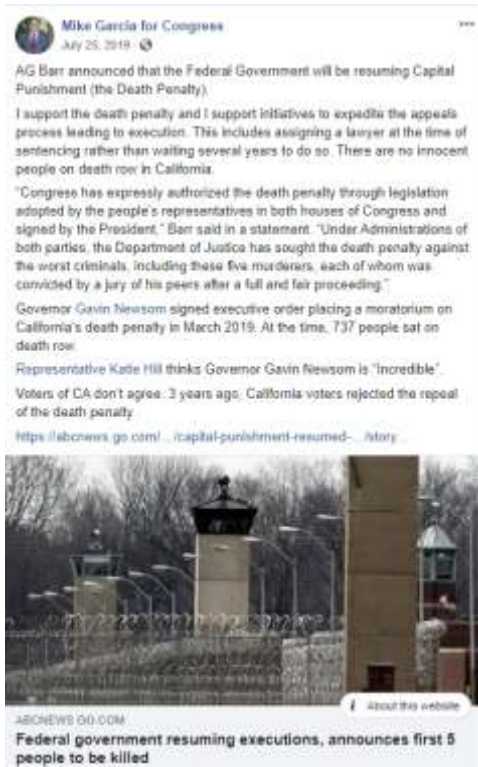 Mike Garcia for Congress
July 25, 2019 ·
AG Barr announced that the Federal Government will be resuming Capital
Punishment (the Death Penalty).
I support the death penalty and I support initiatives to expedite the appeals
process leading to execution. This includes assigning a lawyer at the time of
sentencing rather than waiting several years to do so. There are no innocent
people on death row in California.
"Congress has expressly authorized the death penalty through legislation
adopted by the people's representatives in both houses of Congress and
signed by the President," Barr said in a statement. "Under Administrations of
both parties, the Department of Justice has sought the death penalty against
the worst criminals, including these five murderers, each of whom was
convicted by a jury of his peers after a full and fair proceeding."
Governor Gavin Newsom signed executive order placing a moratorium on
California's death penalty in March 2019. At the time, 737 people sat on
death row.
Representative Katie Hill thinks Governor Gavin Newsom is "Incredible".
Voters of CA don't agree. 3 years ago, California voters rejected the repeal
of the death penalty.
https://abcnews.go.com/.../capital-punishment-resumed-.../story...
i About this website
ABCNEWS.GO.COM
Federal government resuming executions, announces first 5
people to be killed